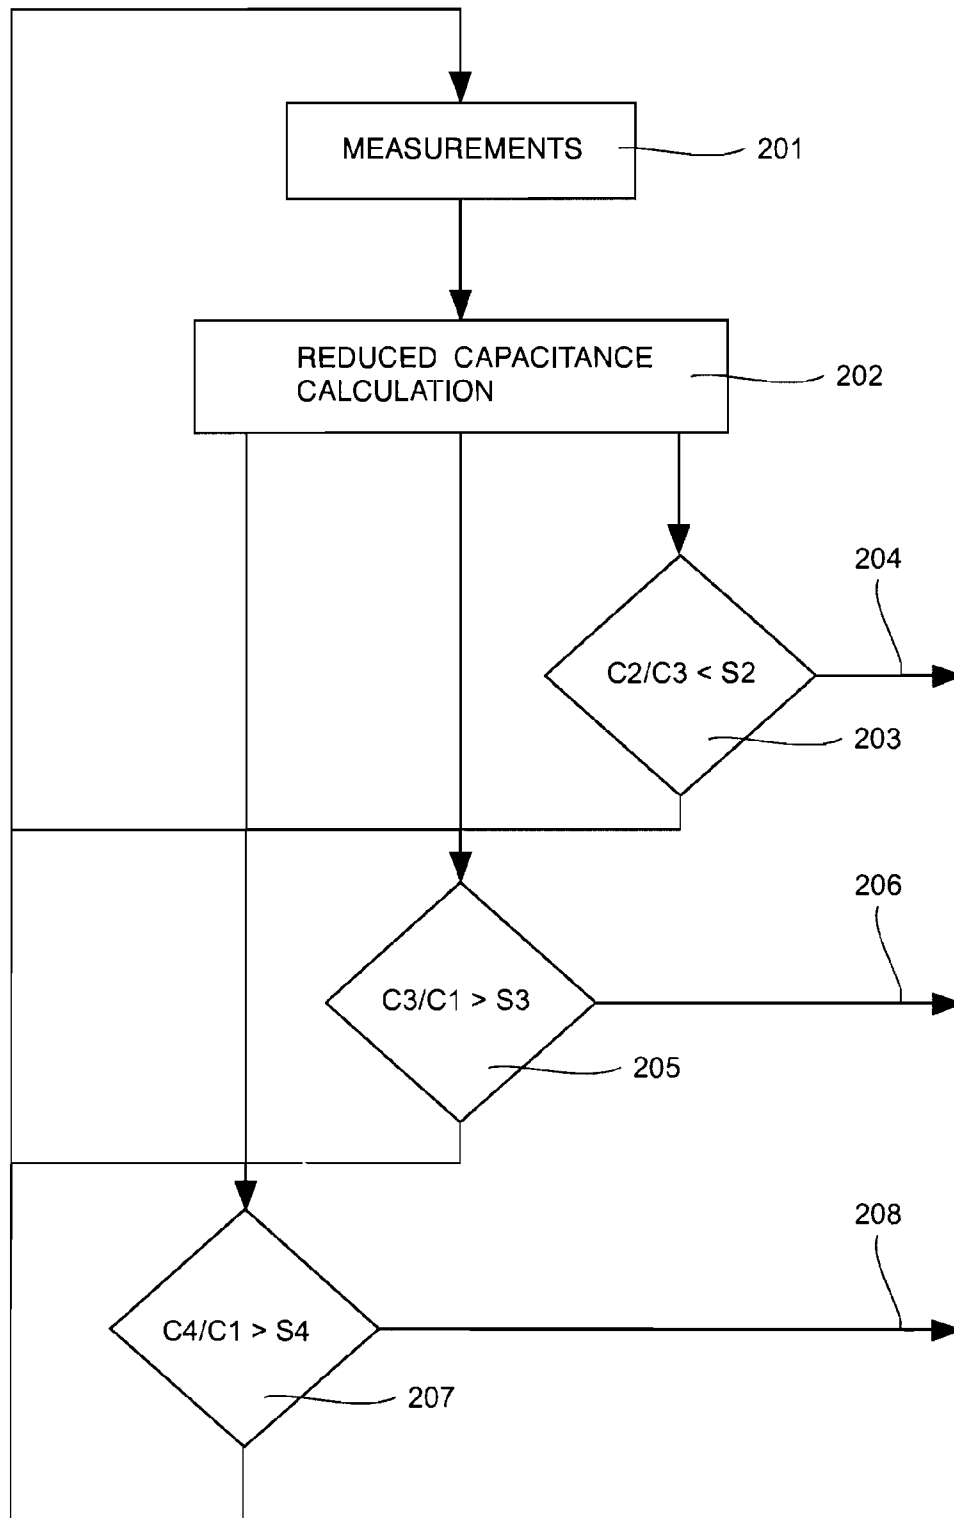 MEASUREMENTS
201
REDUCED CAPACITANCE
CALCULATION
202
204
C2/C3 < S2
203
206
C3/C1 > S3
205
208
C4/C1 > S4
207